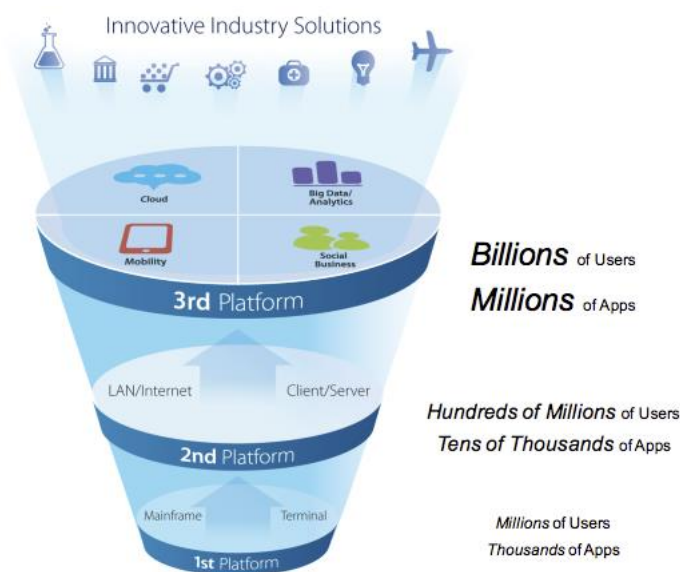 Innovative Industry Solutions
Cloud
Big Data/
Analytics
Mobility
Social
Business
3rd Platform
Billions of Users
Millions of Apps
LAN/Internet
Client/Server
2nd Platform
Hundreds of Millions of Users
Tens of Thousands of Apps
Mainframe
Terminal
1st Platform
Millions of Users
Thousands of Apps